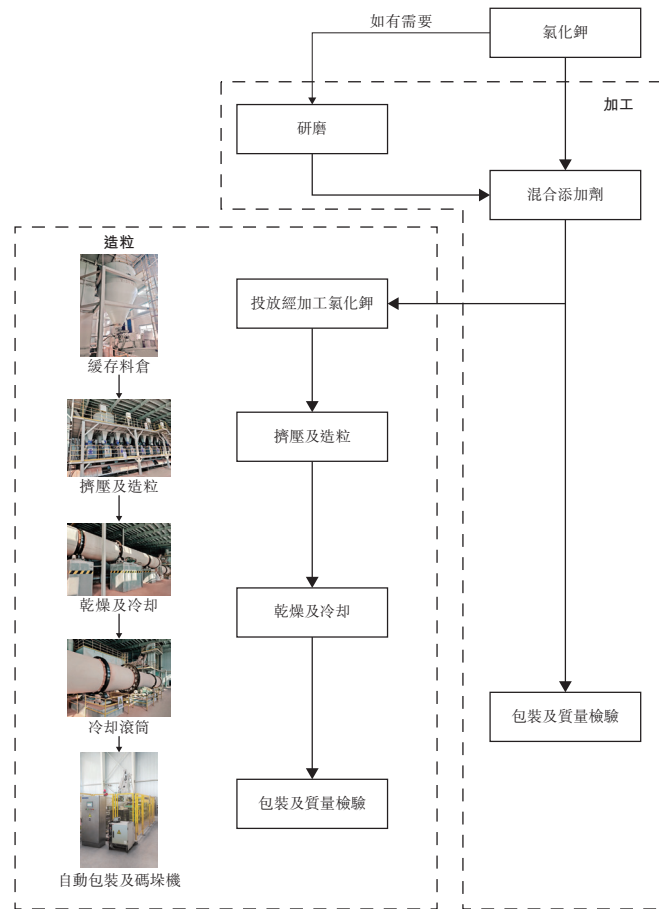 如有需要
氯化鉀
加工
研磨
混合添加劑
造粒
投放經加工氯化鉀
緩存料倉
擠壓及造粒
擠壓及造粒
乾燥及冷却
乾燥及冷却
冷却滾筒
包裝及質量檢驗
包裝及質量檢驗
自動包裝及碼垛機